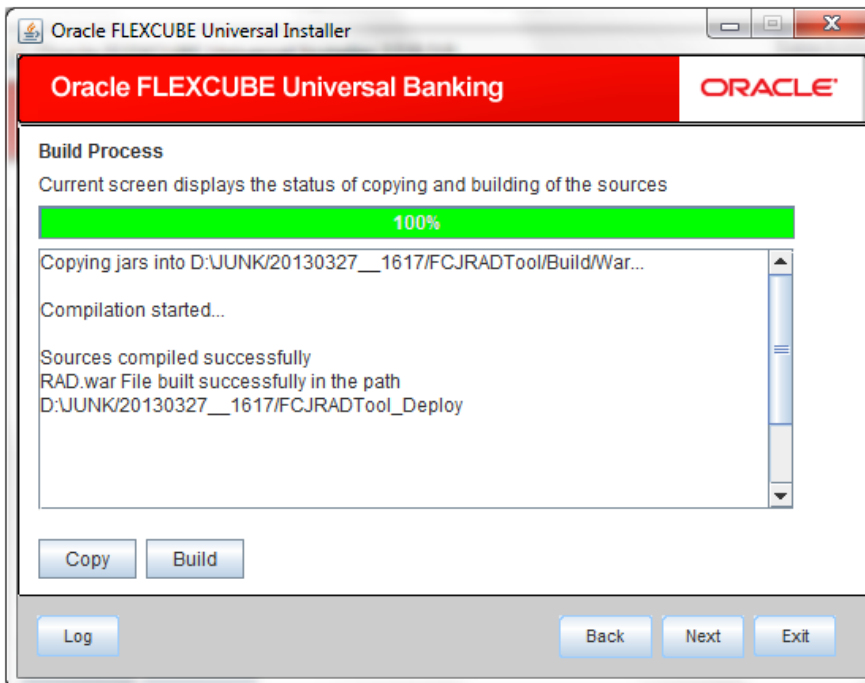 Oracle FLEXCUBE Universal Installer
Oracle FLEXCUBE Universal Banking
ORACLE
Build Process
Current screen displays the status of copying and building of the sources
100%
Copying jars into D:\JUNK/20130327__1617/FCJRADTool/Build/War...
Compilation started...
Sources compiled successfully
RAD.war File built successfully in the path
D:\JUNK/20130327__1617/FCJRADTool_Deploy
Copy Build
Log Back Next Exit